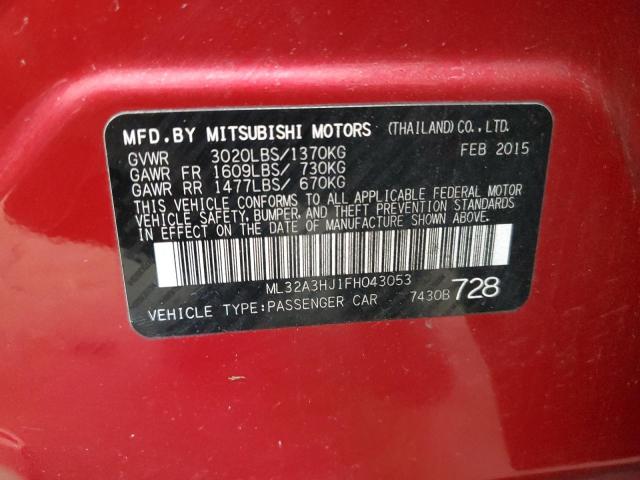 MFD.BY MITSUBISHI MOTORS (THAILAND) CO., LTD.
GVWR 3020LBS/1370KG FEB 2015
GAWR FR 1609LBS/ 730KG
GAWR RR 1477LBS/ 670KG
THIS VEHICLE CONFORMS TO ALL APPLICABLE FEDERAL MOTOR
VEHICLE SAFETY, BUMPER, AND THEFT PREVENTION STANDARDS
IN EFFECT ON THE DATE OF MANUFACTURE SHOWN ABOVE.
ML32A3HJ1FH043053
VEHICLE TYPE:PASSENGER CAR 7430B 728